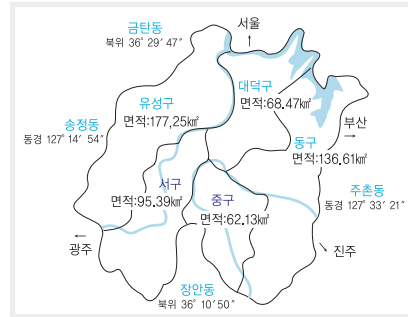 금탄동
북위 36° 29′ 47″
서울
↑
대덕구
면적:68.47㎢
유성구
면적:177,25㎢
송정동
동경 127° 14′ 54″
부산
→
동구
면적:136.61㎢
서구
면적:95.39㎢
중구
면적:62.13㎢
주촌동
동경 127° 33′ 21″
←
광주
↘ 진주
장안동
북위 36° 10′ 50″